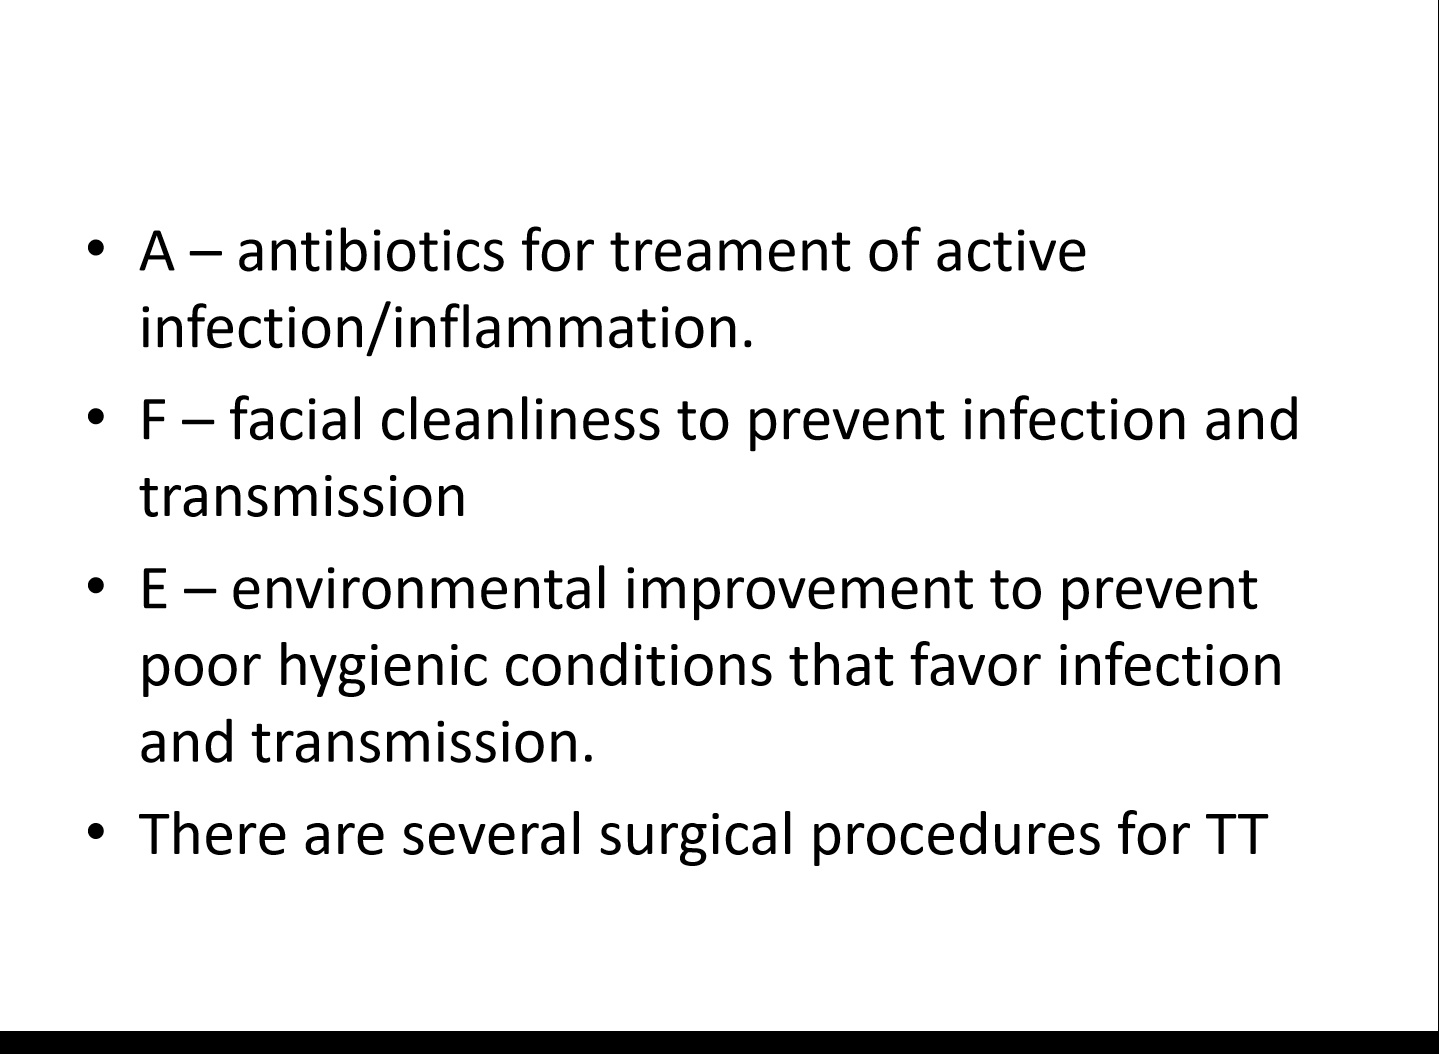 • A – antibiotics for treament of active
infection/inflammation.
• F – facial cleanliness to prevent infection and
transmission
• E – environmental improvement to prevent
poor hygienic conditions that favor infection
and transmission.
• There are several surgical procedures for TT